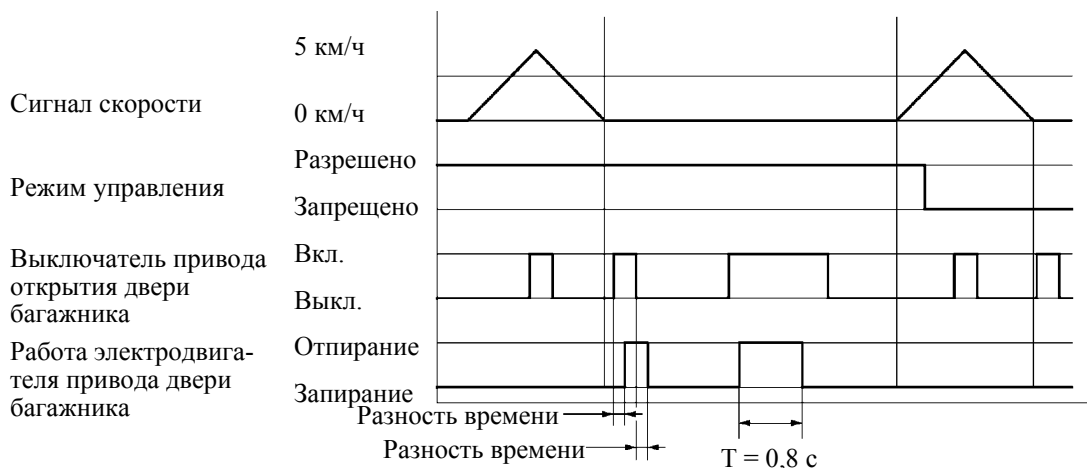 5 км/ч
Сигнал скорости
0 км/ч
Разрешено
Режим управления
Запрещено
Выключатель привода
открытия двери
багажника
Вкл.
Выкл.
Работа электродвига-
теля привода двери
багажника
Отпирание
Запирание
Разность времени
Разность времени
T = 0,8 с